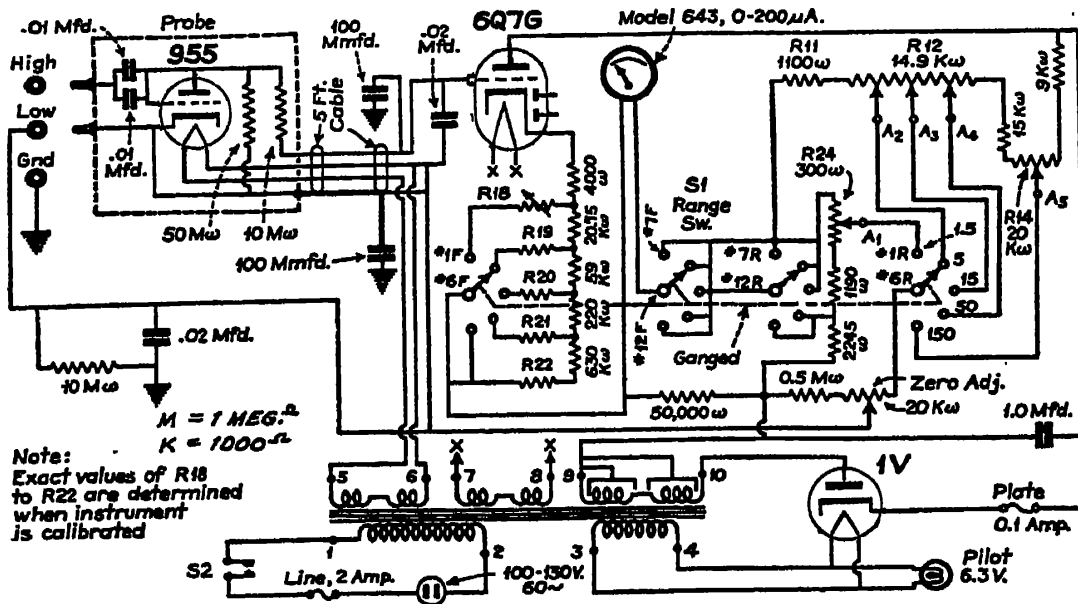 Probe
.01 Mfd.
955
High
Low
Gnd
.01
Mfd.
50 Mω
10 Mω
5 Ft.
Cable
100
Mmfd.
.02
Mfd.
100 Mmfd.
6Q7G
X X
Model 643, 0-200μA.
R11
1100ω
R12
14.9 Kω
9 Kω
A2
A3
A4
15 Kω
R14
20
Kω
A5
R24
300ω
A1
1190
ω
2245
ω
S1
Range
Sw.
#7F
#12F
#7R
#12R
#1R
#6R
1.5
5
15
50
150
Ganged
R18
R19
R20
R21
R22
#1F
#6F
4000
ω
20.75
Kω
59
Kω
220
Kω
630
Kω
.02 Mfd.
10 Mω
50,000ω
0.5 Mω
Zero Adj.
20 Kω
1.0 Mfd.
M = 1 MEG.Ω
K = 1000Ω
Note:
Exact values of R18
to R22 are determined
when instrument
is calibrated
X X
5
6
7
8
9
10
1V
Plate
0.1 Amp.
1
2
3
4
S2
Line, 2 Amp.
100-130V.
60~
Pilot
6.3 V.